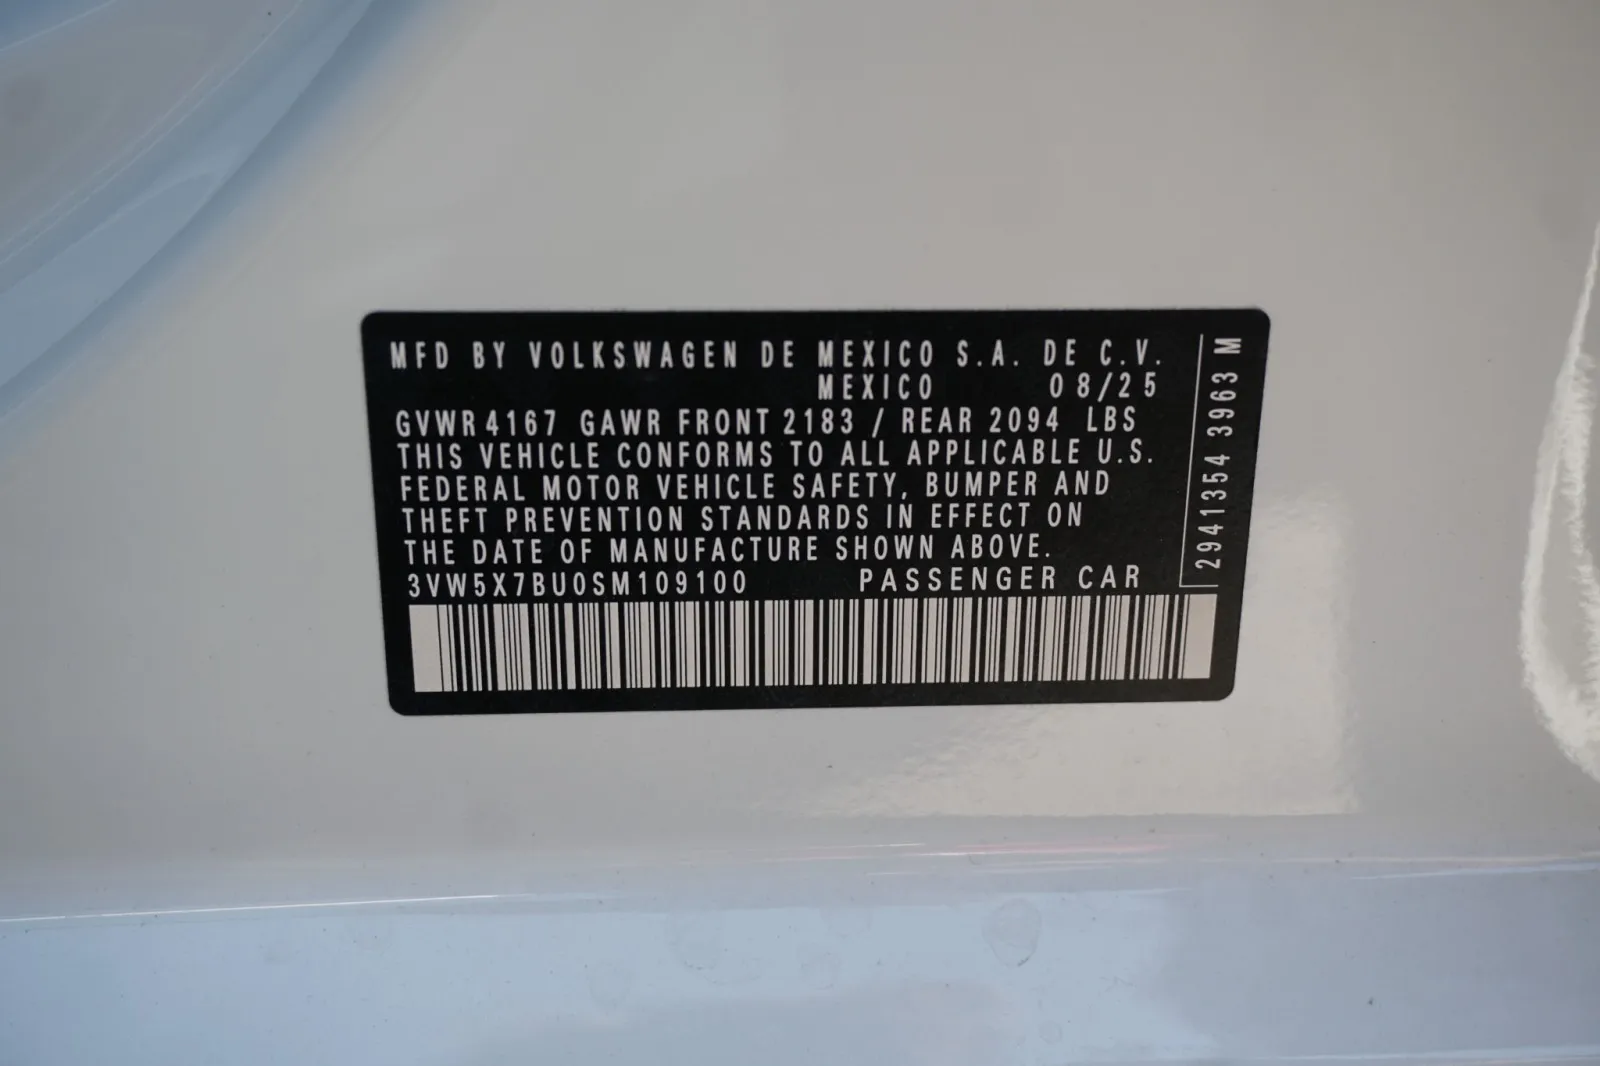 MFD BY VOLKSWAGEN DE MEXICO S.A. DE C.V.
MEXICO 08/25
GVWR 4167 GAWR FRONT 2183 / REAR 2094 LBS
THIS VEHICLE CONFORMS TO ALL APPLICABLE U.S.
FEDERAL MOTOR VEHICLE SAFETY, BUMPER AND
THEFT PREVENTION STANDARDS IN EFFECT ON
THE DATE OF MANUFACTURE SHOWN ABOVE.
3VW5X7BU0SM109100 PASSENGER CAR
2941354 3963 M